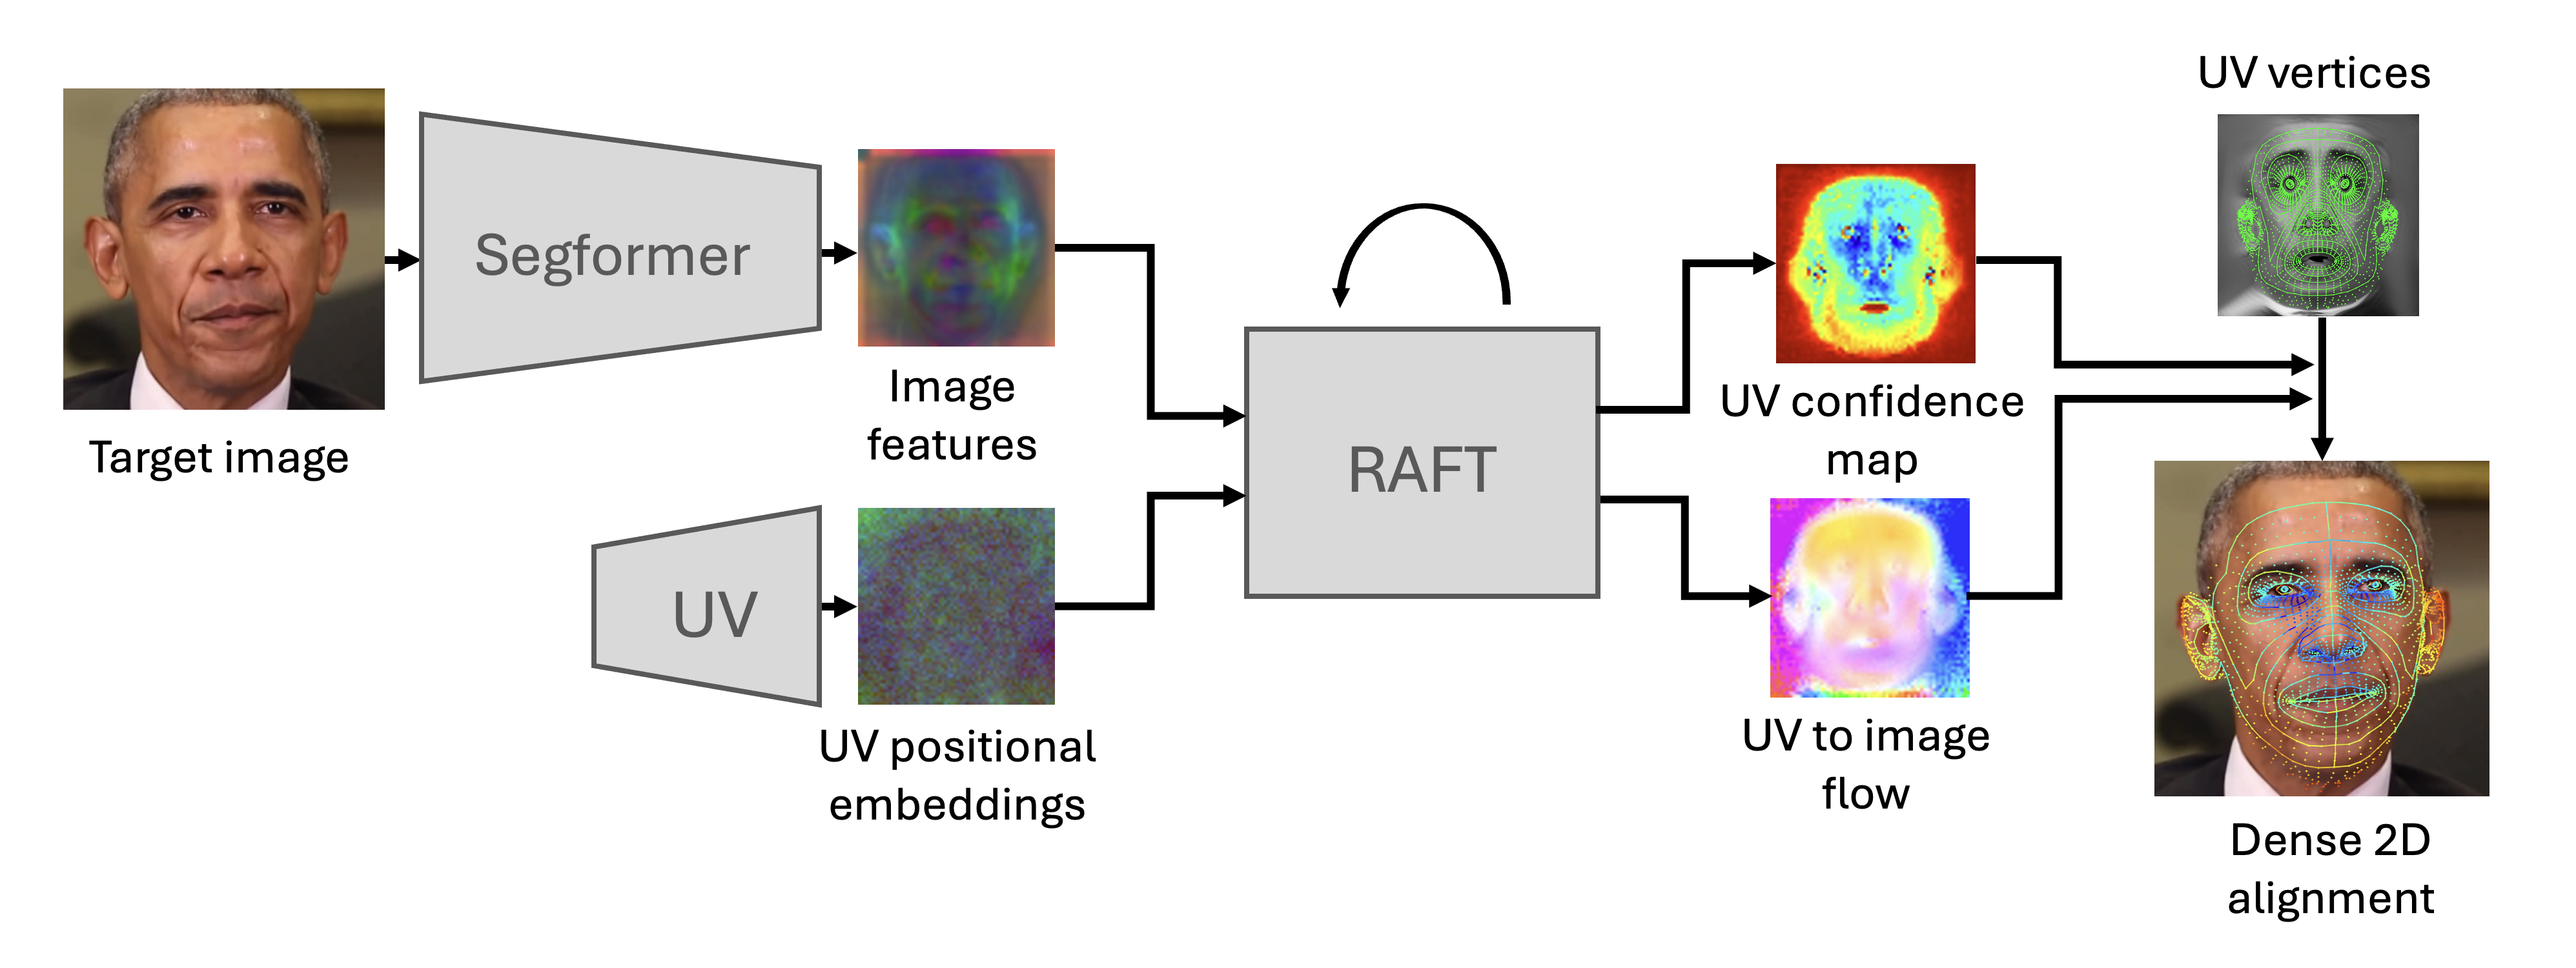 Target image
Segformer
Image
features
UV
UV positional
embeddings
RAFT
UV confidence
map
UV to image
flow
UV vertices
Dense 2D
alignment